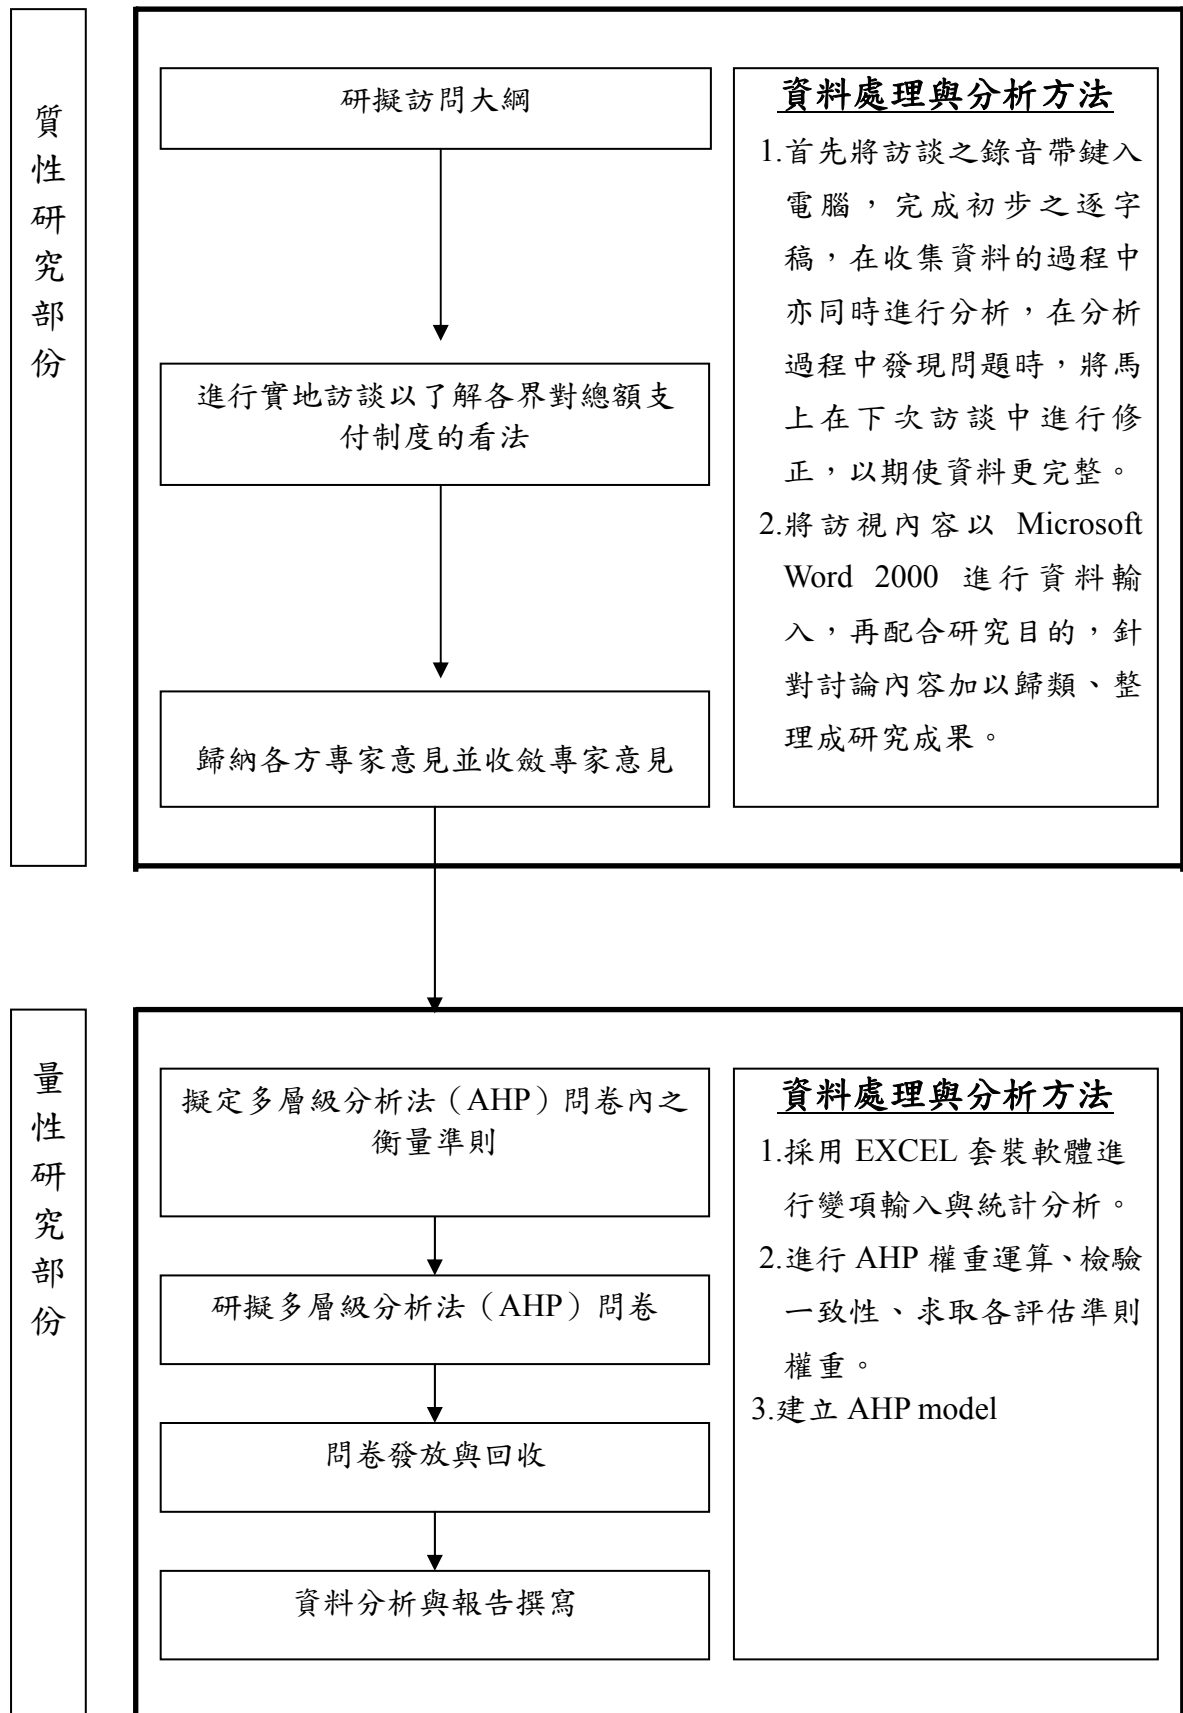 質性研究部份
研擬訪問大綱
進行實地訪談以了解各界對總額支
付制度的看法
歸納各方專家意見並收斂專家意見
資料處理與分析方法
1.首先將訪談之錄音帶鍵入
電腦，完成初步之逐字
稿，在收集資料的過程中
亦同時進行分析，在分析
過程中發現問題時，將馬
上在下次訪談中進行修
正，以期使資料更完整。
2.將訪視內容以 Microsoft
Word 2000 進行資料輸
入，再配合研究目的，針
對討論內容加以歸類、整
理成研究成果。
量性研究部份
擬定多層級分析法（AHP）問卷內之
衡量準則
研擬多層級分析法（AHP）問卷
問卷發放與回收
資料分析與報告撰寫
資料處理與分析方法
1.採用 EXCEL 套裝軟體進
行變項輸入與統計分析。
2.進行 AHP 權重運算、檢驗
一致性、求取各評估準則
權重。
3.建立 AHP model